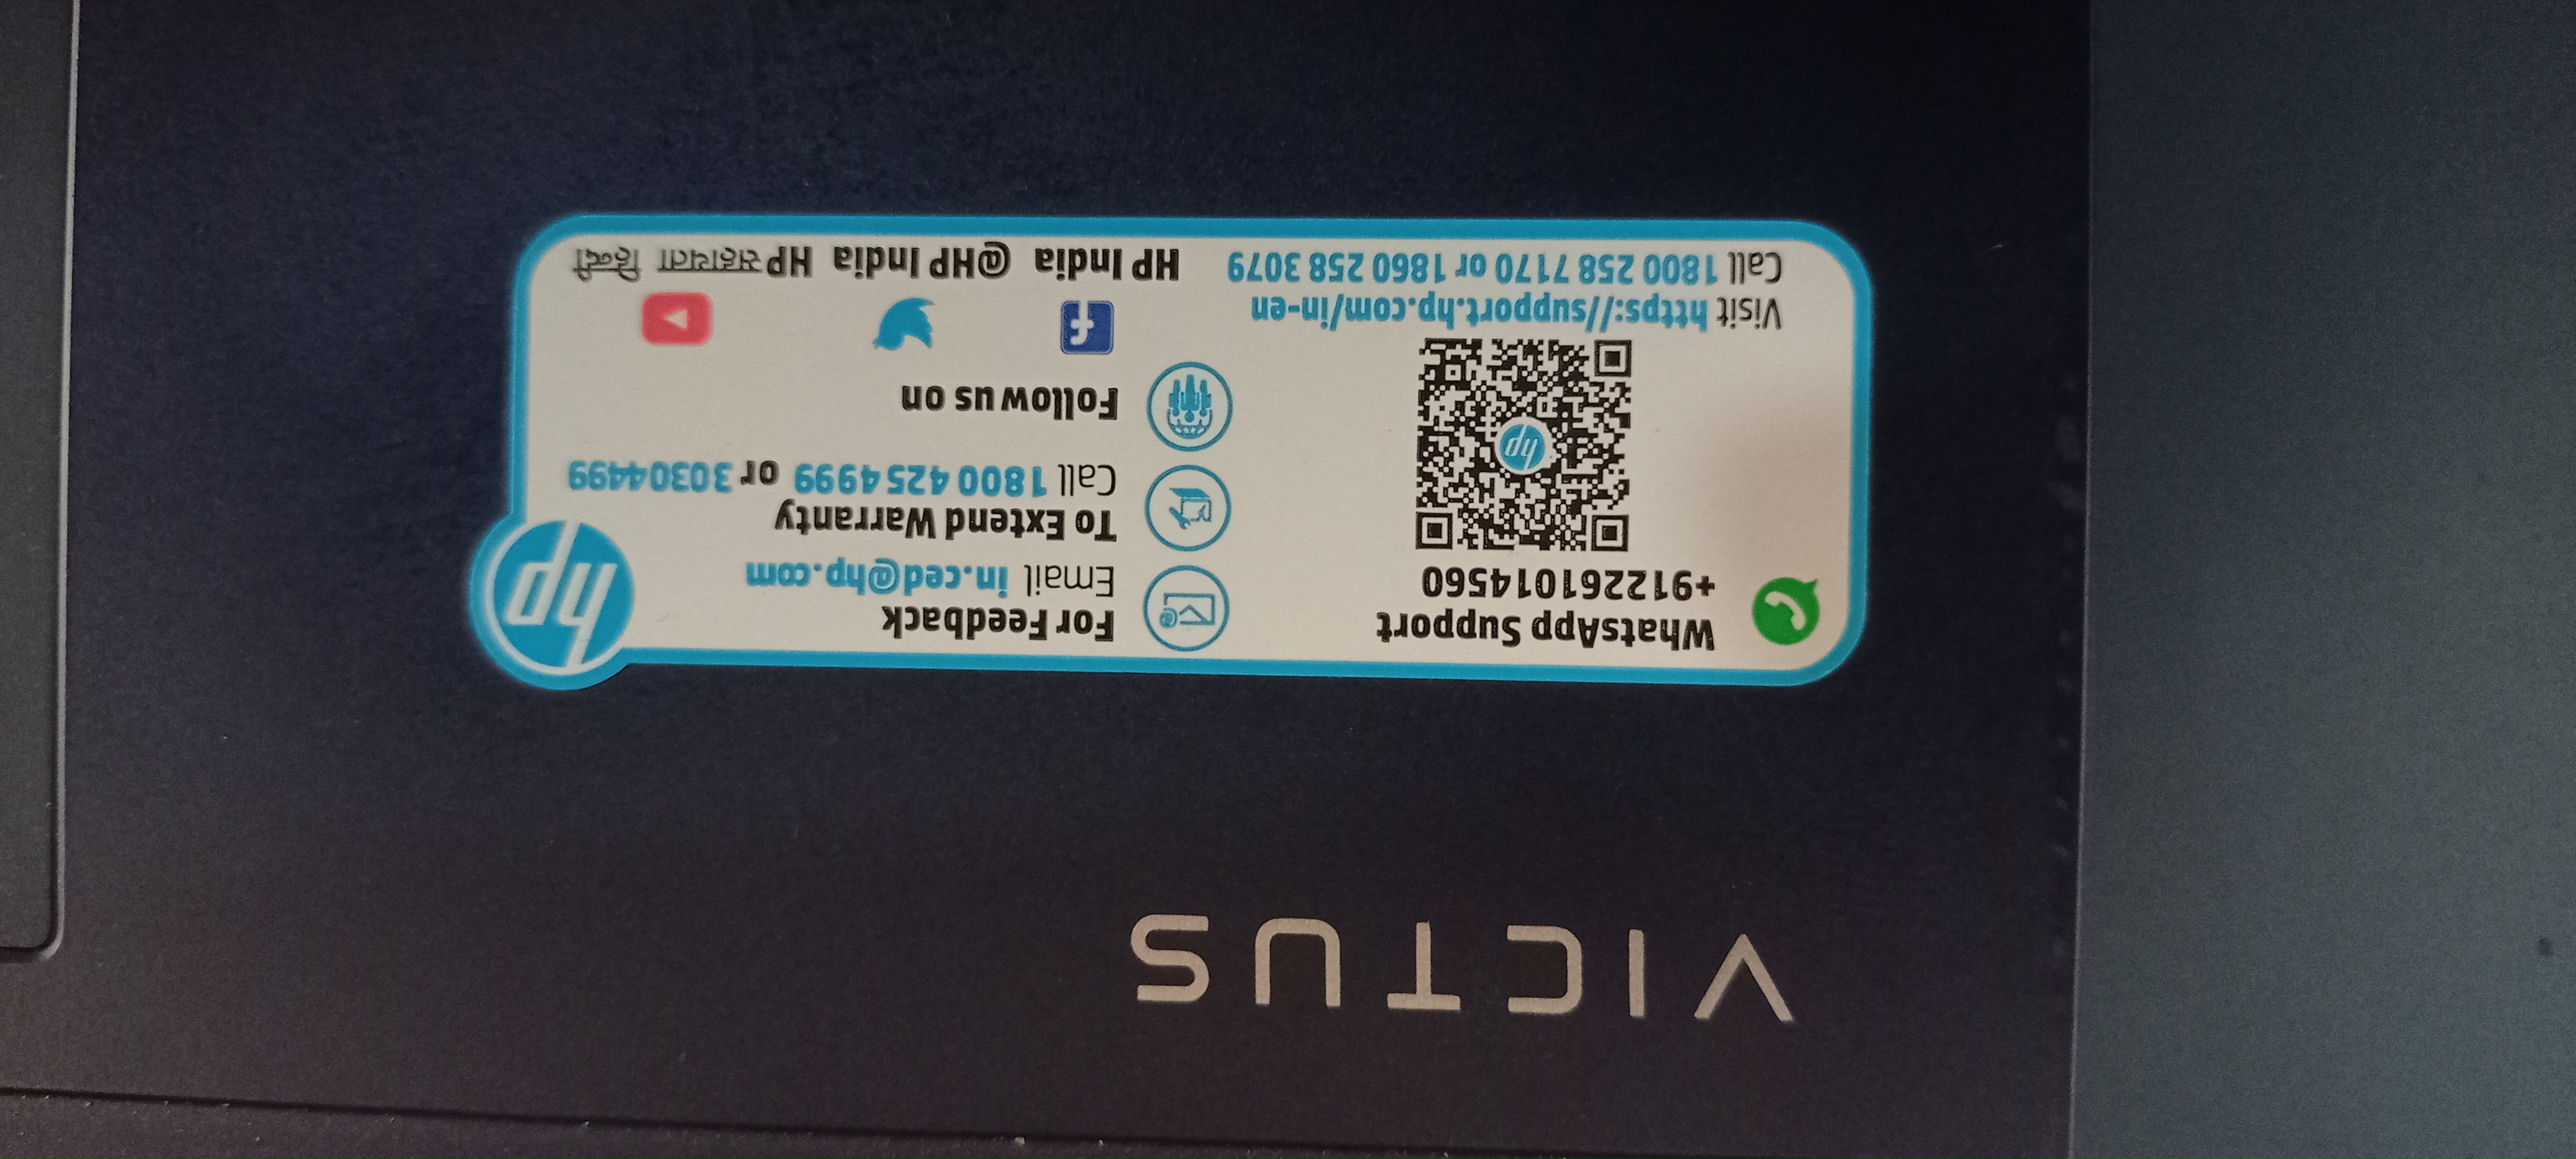 VICTUS
WhatsApp Support
+912261014560
hp
Visit https://support.hp.com/in-en
Call 1800 258 7170 or 1860 258 3079
For Feedback
Email in.ced@hp.com
hp
To Extend Warranty
Call 1800 425 4999 or 30304499
Follow us on
HP India @HP India HP सहायता हिन्दी